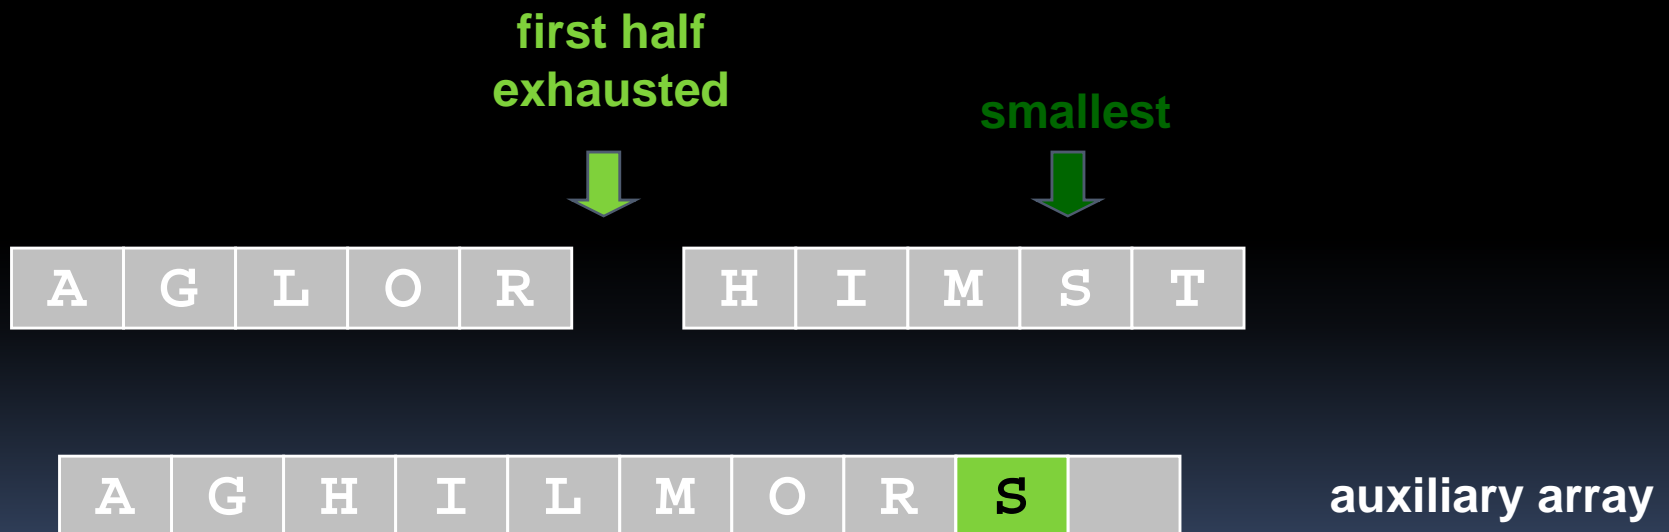 first half
exhausted
smallest
A G L O R H I M S T
A G H I L M O R S
auxiliary array